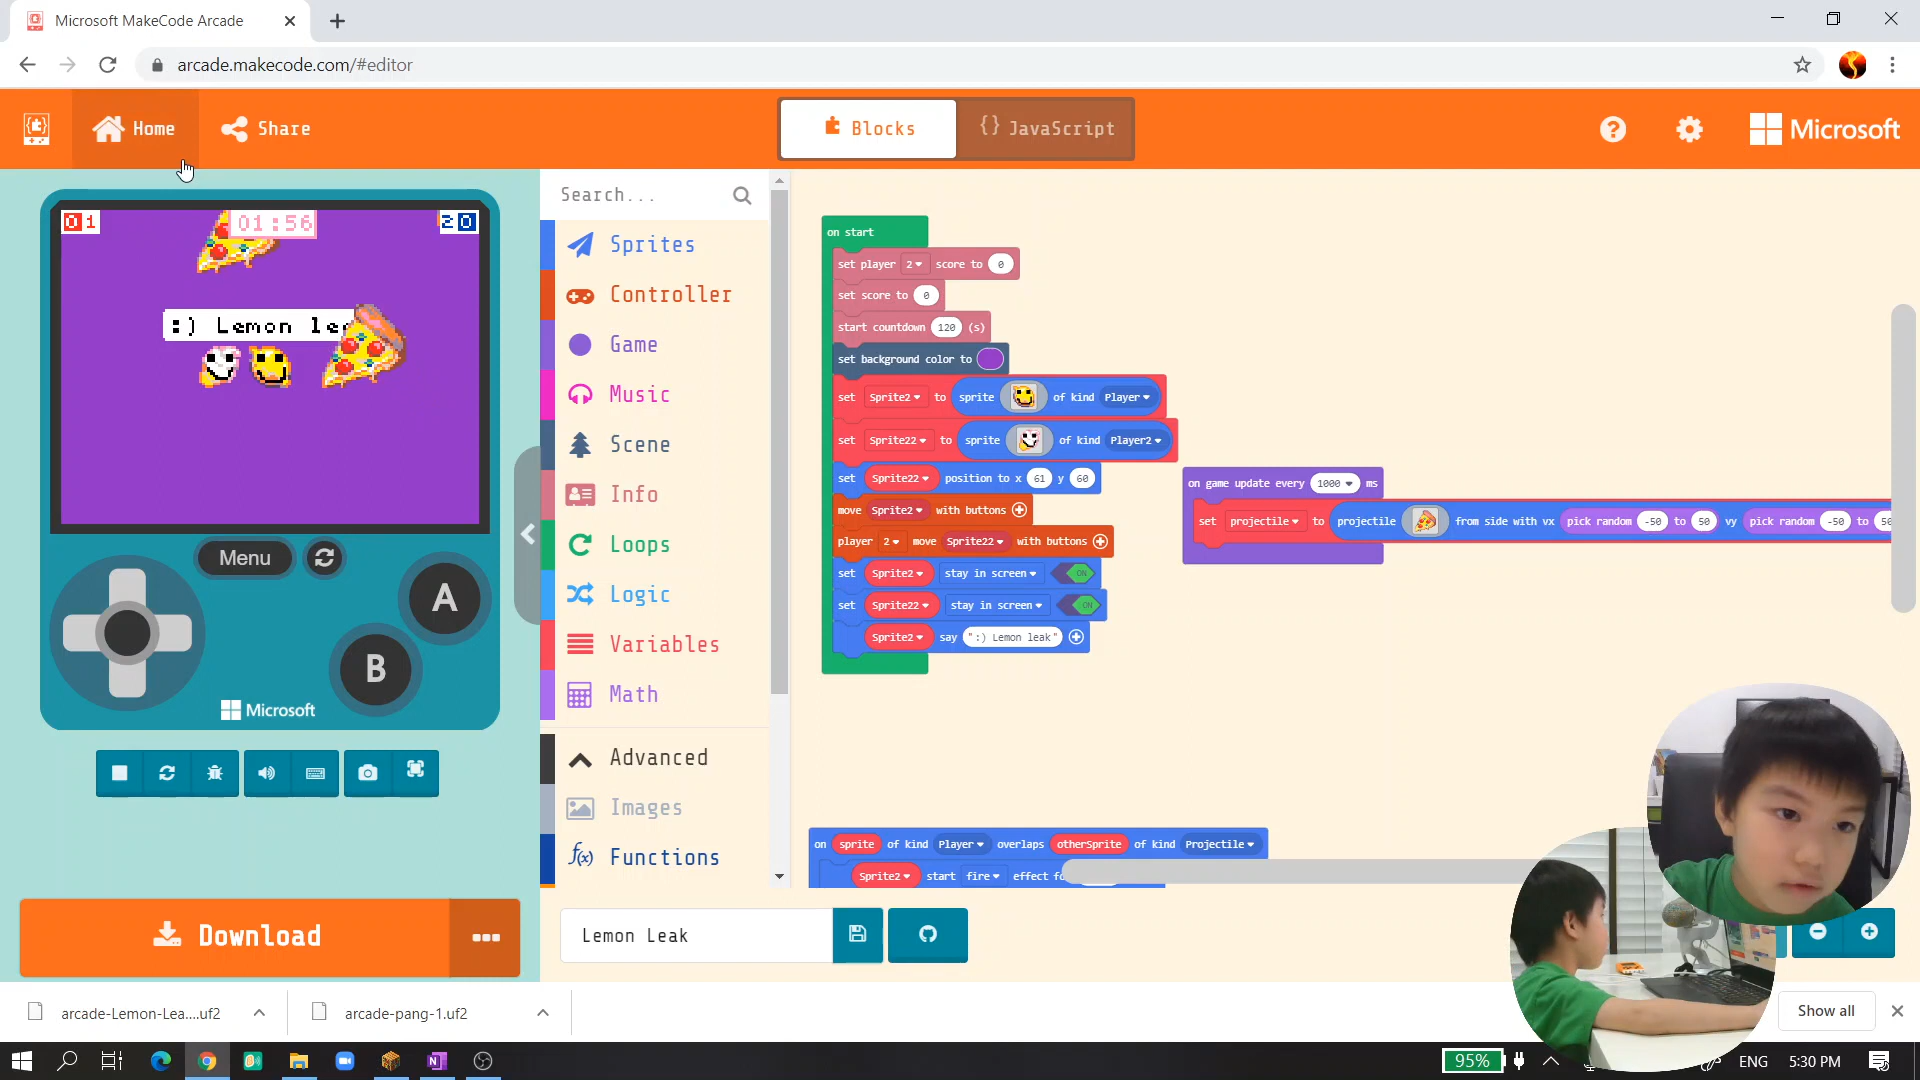 Microsoft MakeCode Arcade
arcade.makecode.com/#editor
Home
Share
Blocks
{} JavaScript
Microsoft
01
01:56
20
:) Lemon lea
Menu
A
B
Microsoft
Download
Search...
Sprites
Controller
Game
Music
Scene
Info
Loops
Logic
Variables
Math
Advanced
Images
f(x) Functions
on start
set player 2 score to 0
set score to 0
start countdown 120 (s)
set background color to
set Sprite2 to sprite of kind Player
set Sprite22 to sprite of kind Player2
set Sprite22 position to x 61 y 60
move Sprite2 with buttons
player 2 move Sprite22 with buttons
set Sprite2 stay in screen ON
set Sprite22 stay in screen ON
Sprite2 say ":) Lemon leak"
on game update every 1000 ms
set projectile to projectile from side with vx pick random -50 to 50 vy pick random -50 to 50
on sprite of kind Player overlaps otherSprite of kind Projectile
Sprite2 start fire effect fo
Lemon Leak
arcade-Lemon-Lea....uf2
arcade-pang-1.uf2
Show all
95%
ENG
5:30 PM